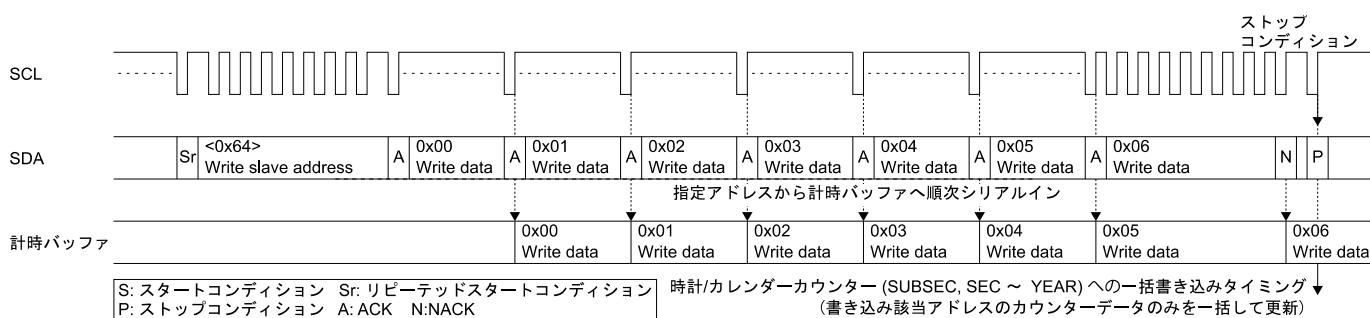 ストップ
コンディション
SCL
SDA
Sr <0x64> A 0x00 A 0x01 A 0x02 A 0x03 A 0x04 A 0x05 A 0x06 N P
Write slave address Write data Write data Write data Write data Write data Write data Write data
指定アドレスから計時バッファへ順次シリアルイン
計時バッファ
0x00 0x01 0x02 0x03 0x04 0x05 0x06
Write data Write data Write data Write data Write data Write data Write data
S: スタートコンディション Sr: リピーテッドスタートコンディション
P: ストップコンディション A: ACK N:NACK
時計/カレンダーカウンター (SUBSEC, SEC ～ YEAR) への一括書き込みタイミング
(書き込み該当アドレスのカウンターデータのみを一括して更新)